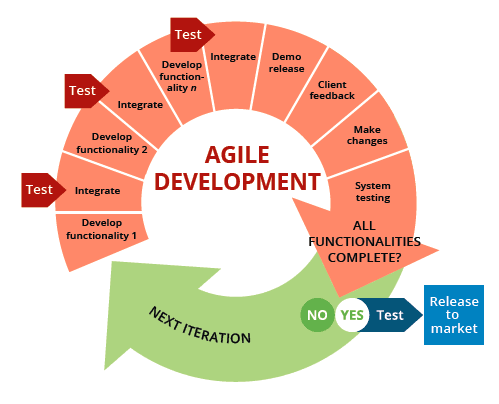 AGILE
DEVELOPMENT
Develop
functionality 1
Test
Integrate
Develop
functionality 2
Test
Integrate
Develop
function-
ality n
Test
Integrate
Demo
release
Client
feedback
Make
changes
System
testing
ALL
FUNCTIONALITIES
COMPLETE?
NO
YES
Test
Release
to
market
NEXT ITERATION